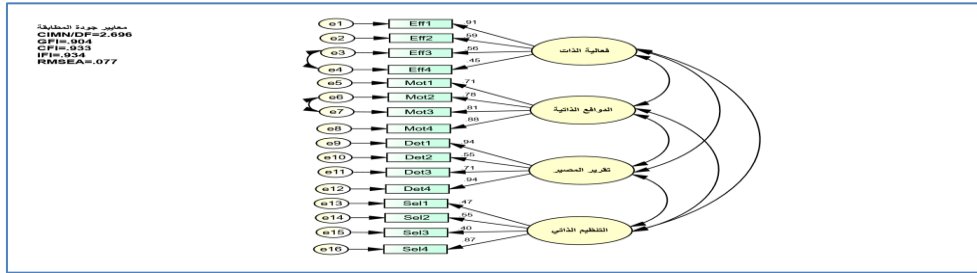 معايير جودة المطابقة
CIMN/DF=2.696
GFI=.904
CFI=.933
IFI=.934
RMSEA=.077
e1 Eff1 .91
e2 Eff2 .59
e3 Eff3 .56
e4 Eff4 .45
فعالية الذات
e5 Mot1 .71
e6 Mot2 .78
e7 Mot3 .81
e8 Mot4 .88
الدوافع الذاتية
e9 Det1 .94
e10 Det2 .55
e11 Det3 .71
e12 Det4 .94
تقرير المصير
e13 Sel1 .47
e14 Sel2 .55
e15 Sel3 .40
e16 Sel4 .87
التنظيم الذاتي